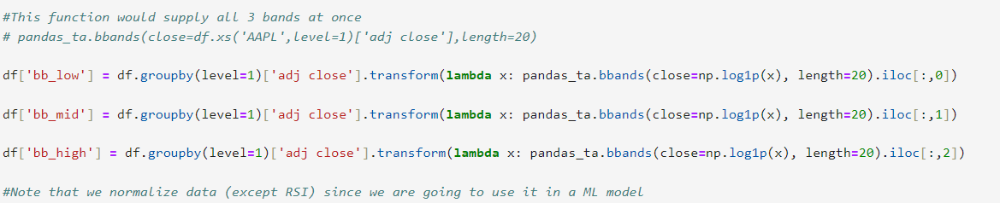 #This function would supply all 3 bands at once
# pandas_ta.bbands(close=df.xs('AAPL',level=1)['adj close'],length=20)
df['bb_low'] = df.groupby(level=1)['adj close'].transform(lambda x: pandas_ta.bbands(close=np.log1p(x), length=20).iloc[:,0])
df['bb_mid'] = df.groupby(level=1)['adj close'].transform(lambda x: pandas_ta.bbands(close=np.log1p(x), length=20).iloc[:,1])
df['bb_high'] = df.groupby(level=1)['adj close'].transform(lambda x: pandas_ta.bbands(close=np.log1p(x), length=20).iloc[:,2])
#Note that we normalize data (except RSI) since we are going to use it in a ML model